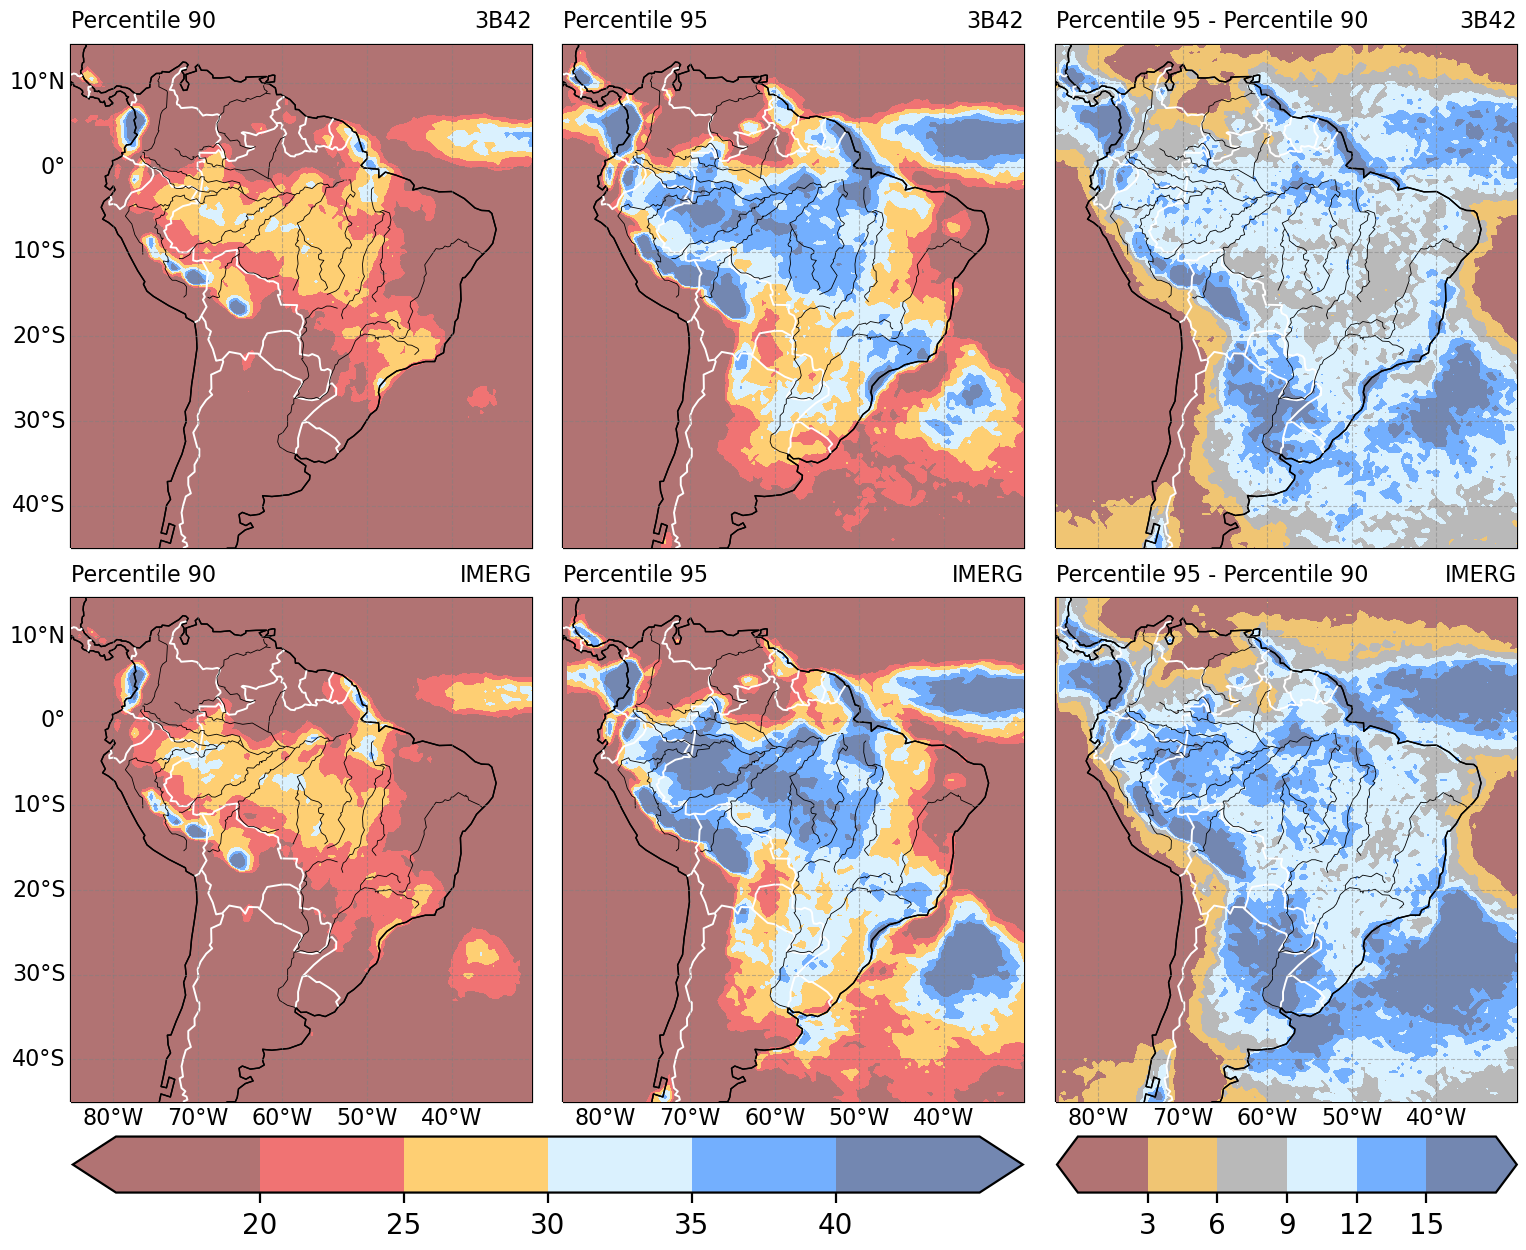 Percentile 90 3B42
Percentile 95 3B42
Percentile 95 - Percentile 90 3B42
10°N
0°
10°S
20°S
30°S
40°S
Percentile 90 IMERG
Percentile 95 IMERG
Percentile 95 - Percentile 90 IMERG
10°N
0°
10°S
20°S
30°S
40°S
80°W 70°W 60°W 50°W 40°W
80°W 70°W 60°W 50°W 40°W
80°W 70°W 60°W 50°W 40°W
20 25 30 35 40
3 6 9 12 15